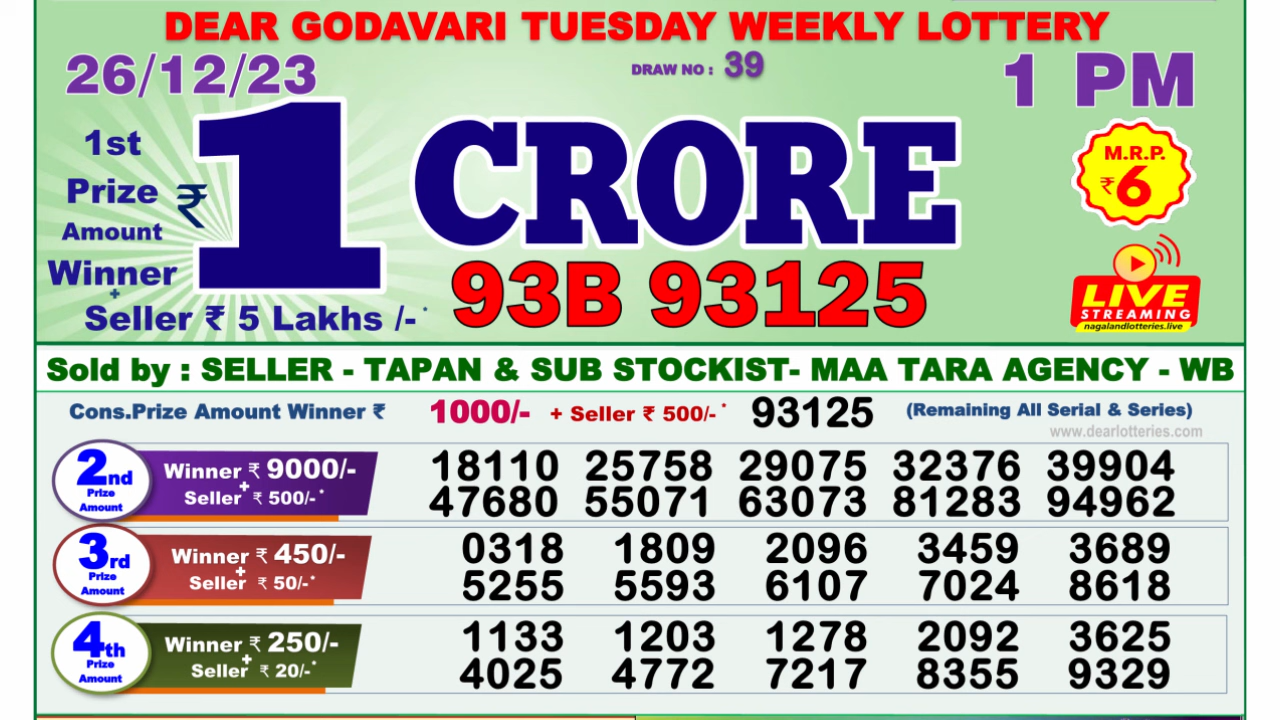 DEAR GODAVARI TUESDAY WEEKLY LOTTERY
26/12/23
DRAW NO : 39
1 PM
1st
Prize
Amount
Winner
+
Seller ₹ 5 Lakhs /-*
₹ 1 CRORE
93B 93125
M.R.P.
₹6
LIVE
STREAMING
nagalandlotteries.live
Sold by : SELLER - TAPAN & SUB STOCKIST- MAA TARA AGENCY - WB
Cons.Prize Amount Winner ₹ 1000/- + Seller ₹ 500/-* 93125 (Remaining All Serial & Series)
www.dearlotteries.com
2nd
Prize
Amount
Winner ₹ 9000/-
+
Seller ₹ 500/-*
18110 25758 29075 32376 39904
47680 55071 63073 81283 94962
3rd
Prize
Amount
Winner ₹ 450/-
+
Seller ₹ 50/-*
0318 1809 2096 3459 3689
5255 5593 6107 7024 8618
4th
Prize
Amount
Winner ₹ 250/-
+
Seller ₹ 20/-*
1133 1203 1278 2092 3625
4025 4772 7217 8355 9329